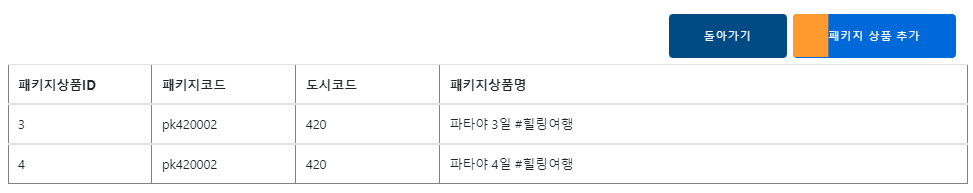 돌아가기 패키지 상품 추가
패키지상품ID 패키지코드 도시코드 패키지상품명
3 pk420002 420 파타야 3일 #힐링여행
4 pk420002 420 파타야 4일 #힐링여행